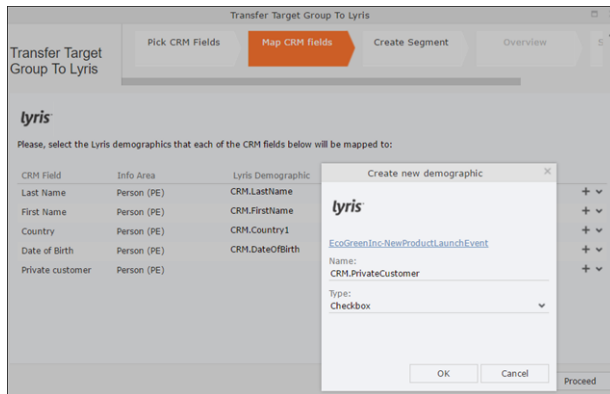 Transfer Target Group To Lyris
Transfer Target
Group To Lyris
Pick CRM Fields
Map CRM fields
Create Segment
Overview
S
lyris
Please, select the Lyris demographics that each of the CRM fields below will be mapped to:
CRM Field Info Area Lyris Demographic
Last Name Person (PE) CRM.LastName
First Name Person (PE) CRM.FirstName
Country Person (PE) CRM.Country1
Date of Birth Person (PE) CRM.DateOfBirth
Private customer Person (PE)
Create new demographic
lyris
EcoGreenInc-NewProductLaunchEvent
Name:
CRM.PrivateCustomer
Type:
Checkbox
OK Cancel
Proceed